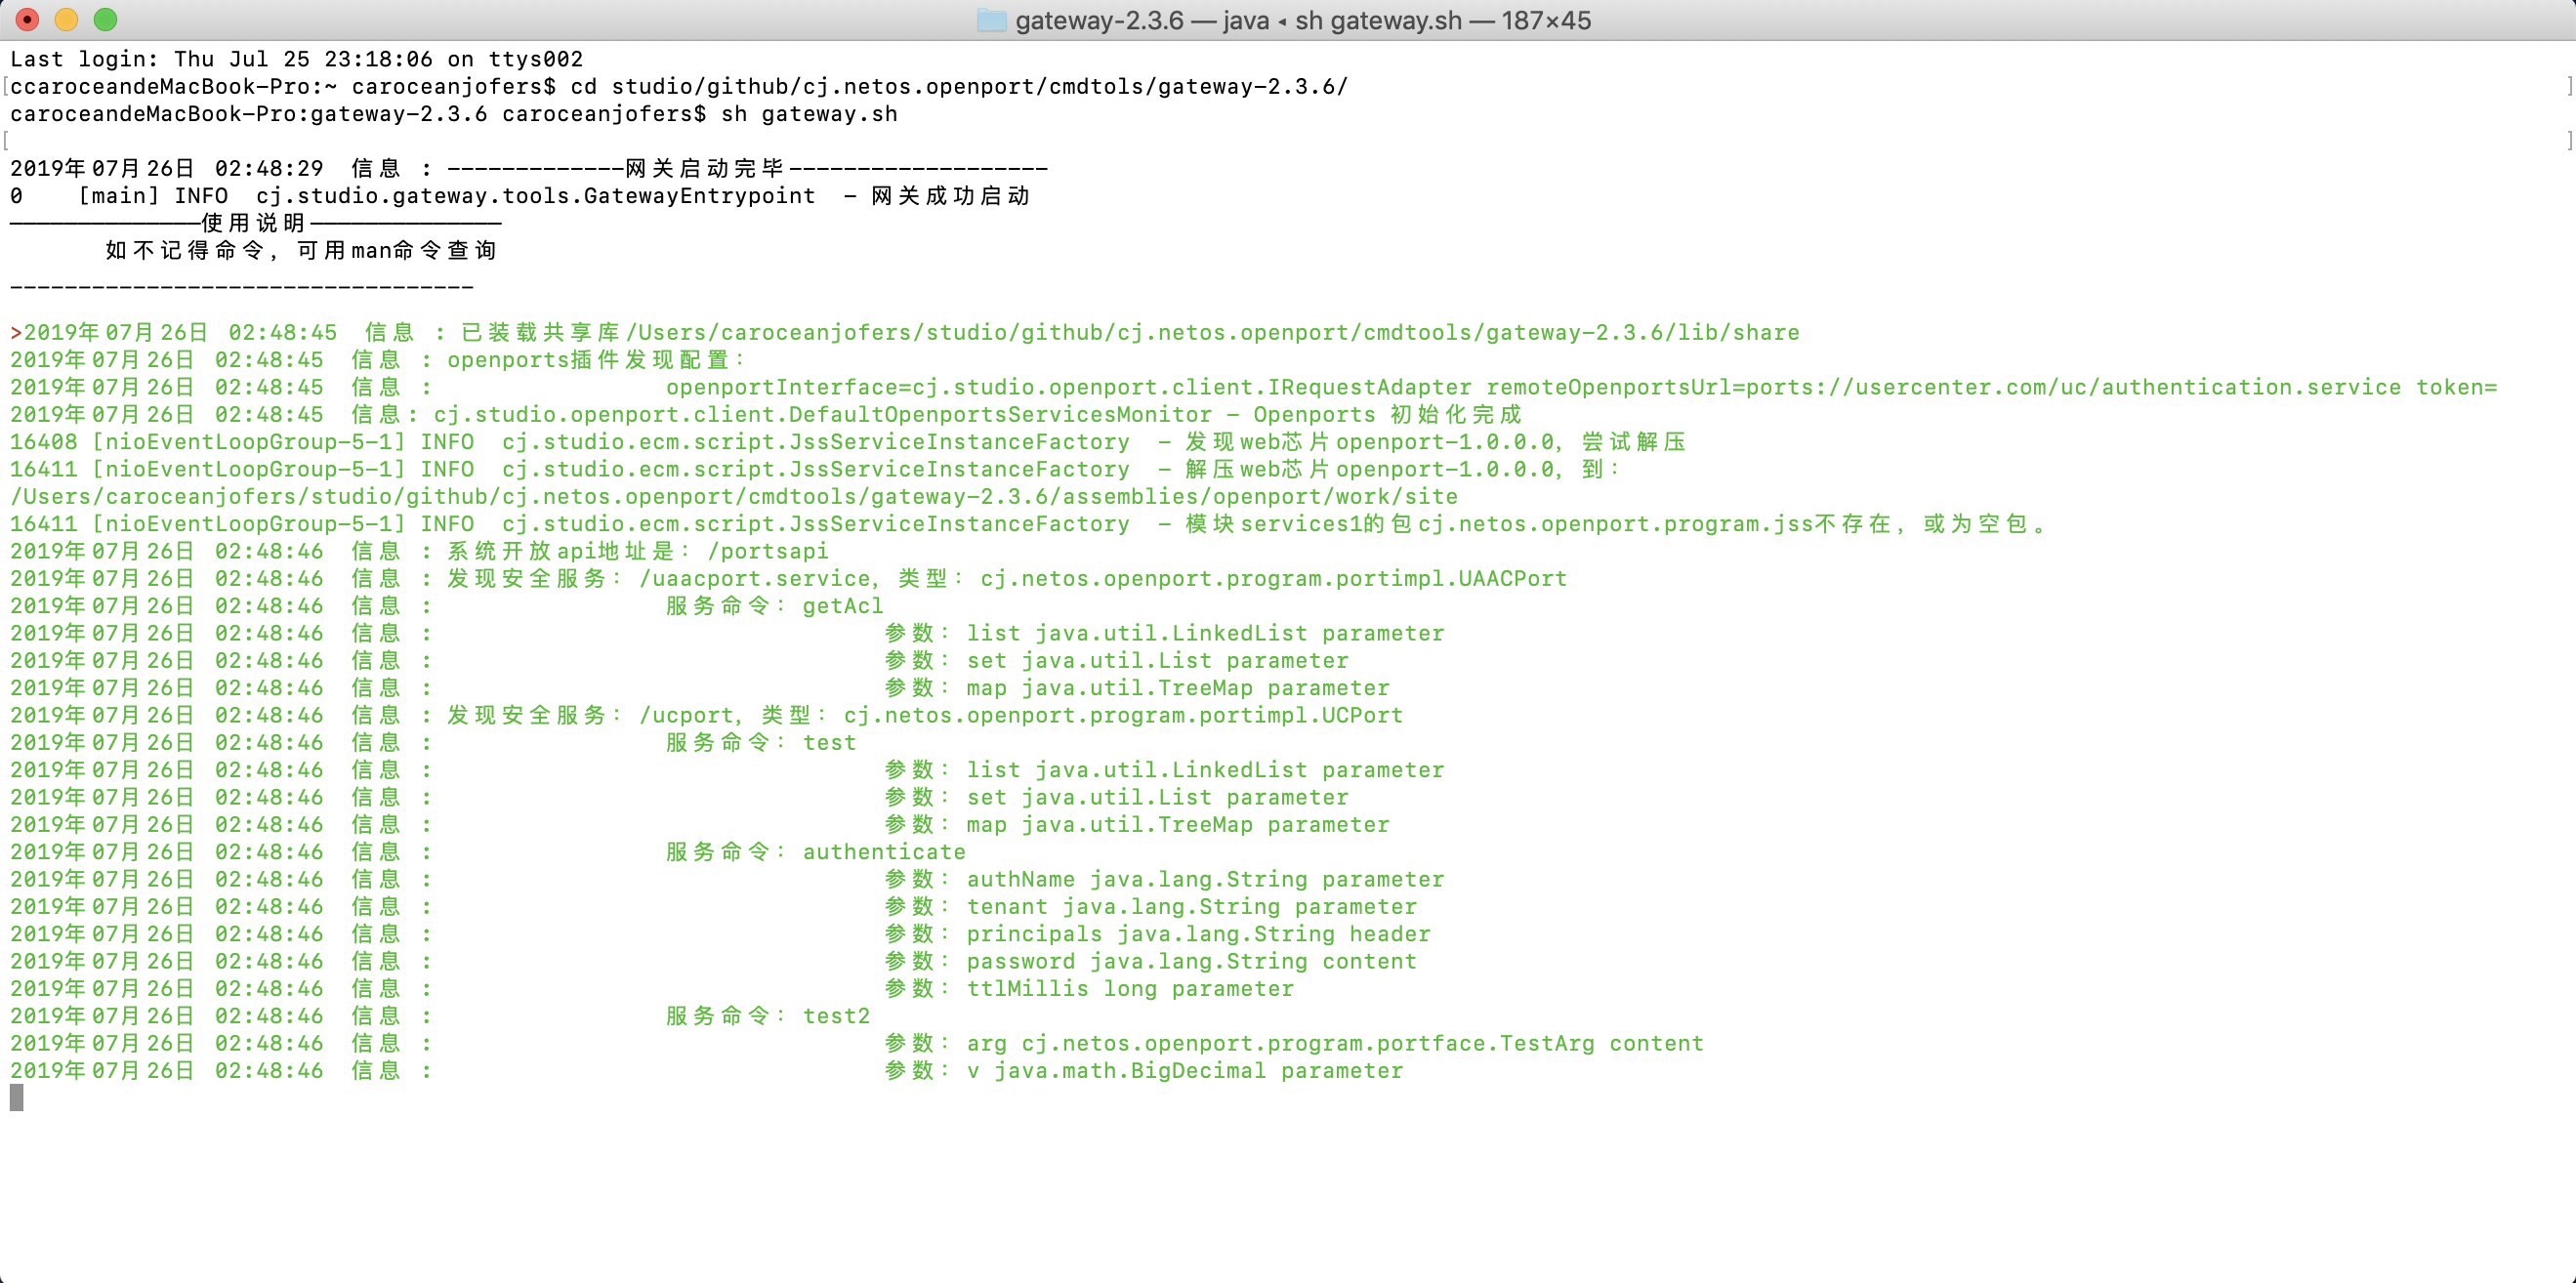 gateway-2.3.6 — java ◂ sh gateway.sh — 187×45
Last login: Thu Jul 25 23:18:06 on ttys002
[ccaroceandeMacBook-Pro:~ caroceanjofers$ cd studio/github/cj.netos.openport/cmdtols/gateway-2.3.6/ ]
caroceandeMacBook-Pro:gateway-2.3.6 caroceanjofers$ sh gateway.sh
[ ]
2019年07月26日 02:48:29 信息 : -------------网关启动完毕-------------------
0 [main] INFO cj.studio.gateway.tools.GatewayEntrypoint - 网关成功启动
——————————————使用说明——————————————
如不记得命令，可用man命令查询
----------------------------------
>2019年07月26日 02:48:45 信息 : 已装载共享库/Users/caroceanjofers/studio/github/cj.netos.openport/cmdtools/gateway-2.3.6/lib/share
2019年07月26日 02:48:45 信息 : openports插件发现配置：
2019年07月26日 02:48:45 信息 : openportInterface=cj.studio.openport.client.IRequestAdapter remoteOpenportsUrl=ports://usercenter.com/uc/authentication.service token=
2019年07月26日 02:48:45 信息: cj.studio.openport.client.DefaultOpenportsServicesMonitor - Openports 初始化完成
16408 [nioEventLoopGroup-5-1] INFO cj.studio.ecm.script.JssServiceInstanceFactory - 发现web芯片openport-1.0.0.0，尝试解压
16411 [nioEventLoopGroup-5-1] INFO cj.studio.ecm.script.JssServiceInstanceFactory - 解压web芯片openport-1.0.0.0，到：
/Users/caroceanjofers/studio/github/cj.netos.openport/cmdtools/gateway-2.3.6/assemblies/openport/work/site
16411 [nioEventLoopGroup-5-1] INFO cj.studio.ecm.script.JssServiceInstanceFactory - 模块services1的包cj.netos.openport.program.jss不存在，或为空包。
2019年07月26日 02:48:46 信息 : 系统开放api地址是：/portsapi
2019年07月26日 02:48:46 信息 : 发现安全服务：/uaacport.service，类型：cj.netos.openport.program.portimpl.UAACPort
2019年07月26日 02:48:46 信息 : 服务命令：getAcl
2019年07月26日 02:48:46 信息 : 参数：list java.util.LinkedList parameter
2019年07月26日 02:48:46 信息 : 参数：set java.util.List parameter
2019年07月26日 02:48:46 信息 : 参数：map java.util.TreeMap parameter
2019年07月26日 02:48:46 信息 : 发现安全服务：/ucport，类型：cj.netos.openport.program.portimpl.UCPort
2019年07月26日 02:48:46 信息 : 服务命令：test
2019年07月26日 02:48:46 信息 : 参数：list java.util.LinkedList parameter
2019年07月26日 02:48:46 信息 : 参数：set java.util.List parameter
2019年07月26日 02:48:46 信息 : 参数：map java.util.TreeMap parameter
2019年07月26日 02:48:46 信息 : 服务命令：authenticate
2019年07月26日 02:48:46 信息 : 参数：authName java.lang.String parameter
2019年07月26日 02:48:46 信息 : 参数：tenant java.lang.String parameter
2019年07月26日 02:48:46 信息 : 参数：principals java.lang.String header
2019年07月26日 02:48:46 信息 : 参数：password java.lang.String content
2019年07月26日 02:48:46 信息 : 参数：ttlMillis long parameter
2019年07月26日 02:48:46 信息 : 服务命令：test2
2019年07月26日 02:48:46 信息 : 参数：arg cj.netos.openport.program.portface.TestArg content
2019年07月26日 02:48:46 信息 : 参数：v java.math.BigDecimal parameter